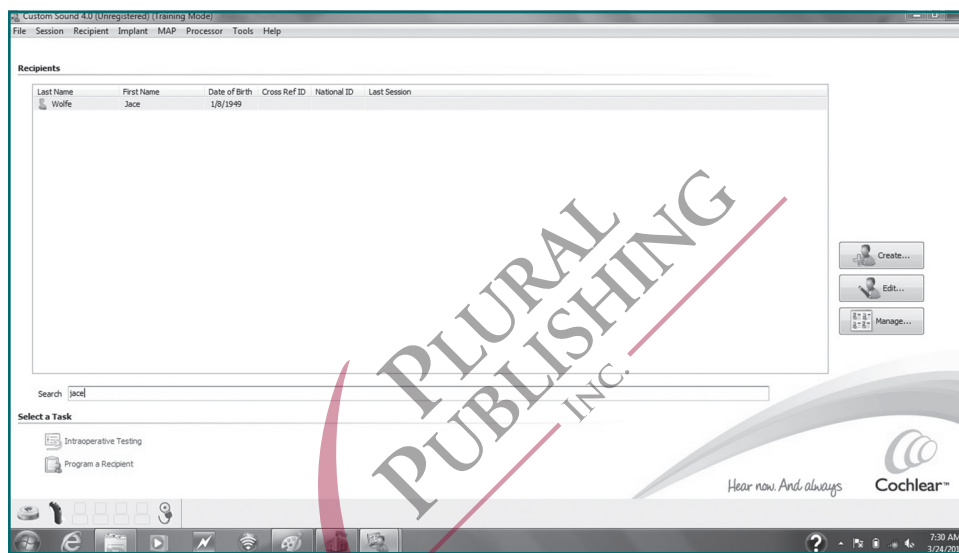 Custom Sound 4.0 (Unregistered) (Training Mode)
File Session Recipient Implant MAP Processor Tools Help
Recipients
Last Name First Name Date of Birth Cross Ref ID National ID Last Session
Wolfe Jace 1/8/1949
Create...
Edit...
Manage...
PLURAL
PUBLISHING
INC.
Search jace
Select a Task
Intraoperative Testing
Program a Recipient
Hear now. And always
Cochlear™
7:30 AM